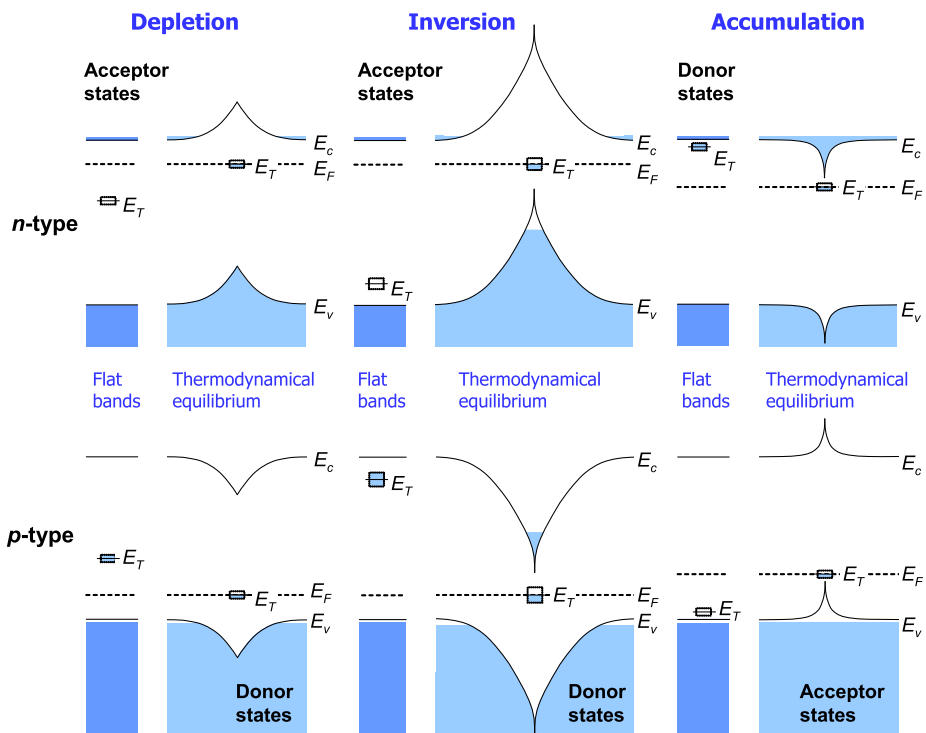 Depletion
Inversion
Accumulation
Acceptor
states
Acceptor
states
Donor
states
n-type
E_T
E_T
E_c
E_F
E_v
E_T
E_T
E_c
E_F
E_v
E_T
E_T
E_c
E_F
E_v
Flat
bands
Thermodynamical
equilibrium
Flat
bands
Thermodynamical
equilibrium
Flat
bands
Thermodynamical
equilibrium
p-type
E_T
E_T
E_c
E_F
E_v
Donor
states
E_T
E_T
E_c
E_F
E_v
Donor
states
E_T
E_T
E_c
E_F
E_v
Acceptor
states